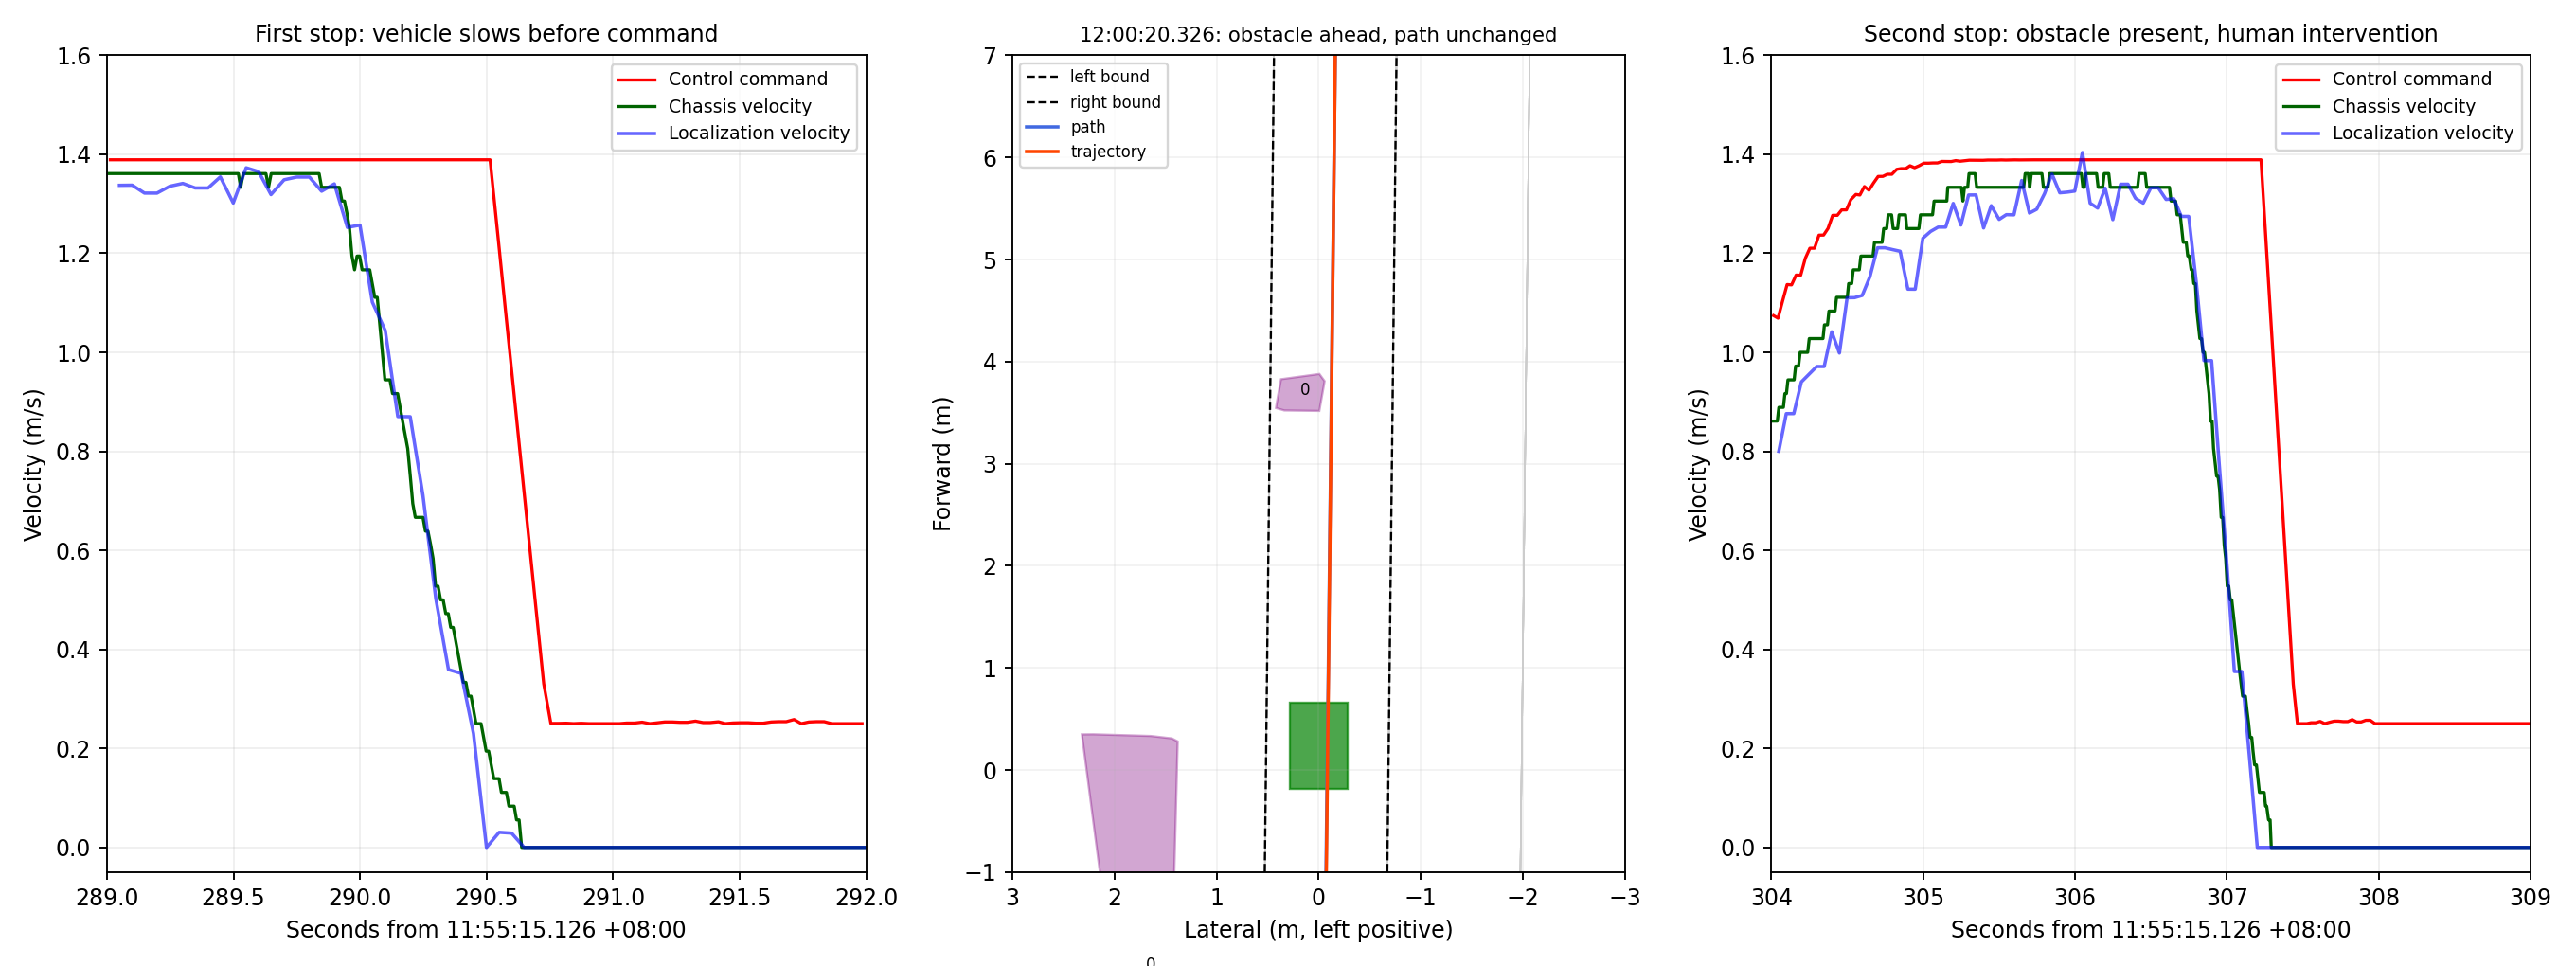 First stop: vehicle slows before command
1.6
1.4
1.2
1.0
0.8
0.6
0.4
0.2
0.0
Velocity (m/s)
Control command
Chassis velocity
Localization velocity
289.0 289.5 290.0 290.5 291.0 291.5 292.0
Seconds from 11:55:15.126 +08:00
12:00:20.326: obstacle ahead, path unchanged
7
6
5
4
3
2
1
0
−1
Forward (m)
left bound
right bound
path
trajectory
0
3 2 1 0 −1 −2 −3
Lateral (m, left positive)
0
Second stop: obstacle present, human intervention
1.6
1.4
1.2
1.0
0.8
0.6
0.4
0.2
0.0
Velocity (m/s)
Control command
Chassis velocity
Localization velocity
304 305 306 307 308 309
Seconds from 11:55:15.126 +08:00